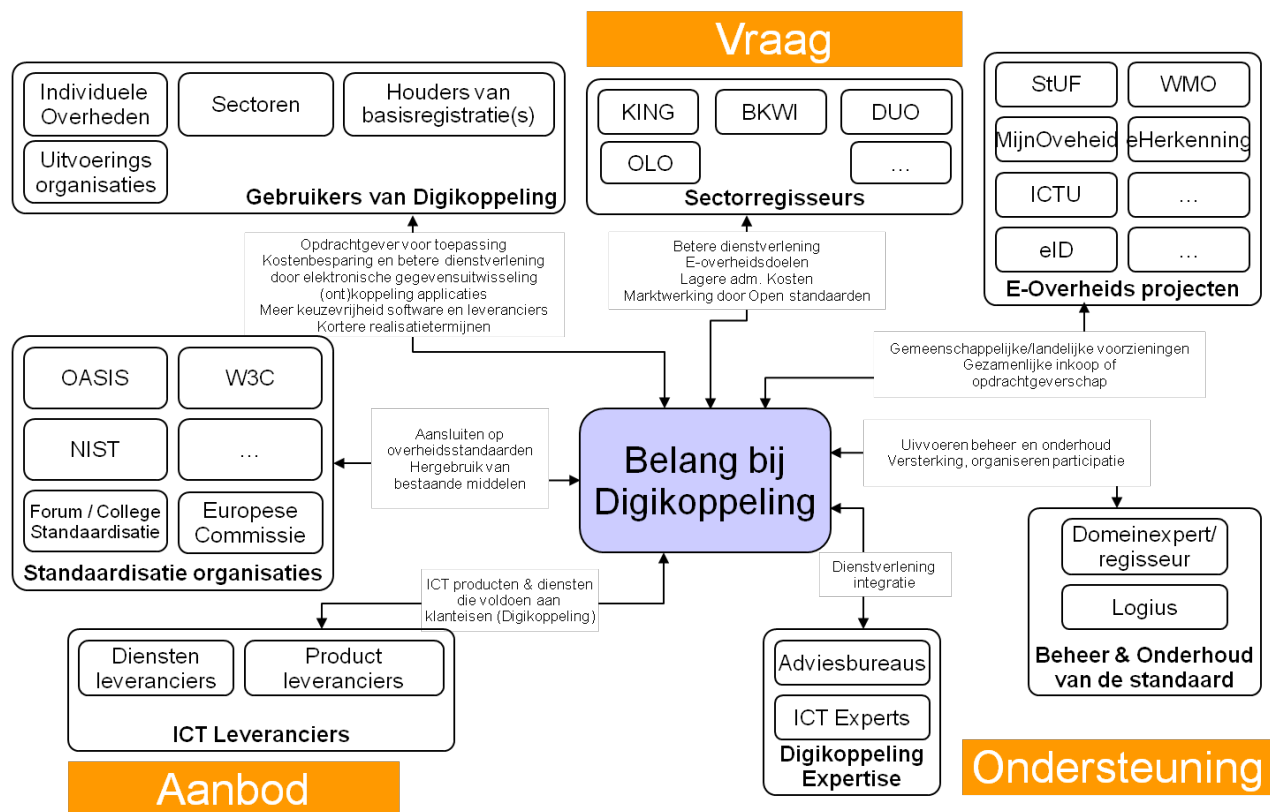 Vraag
Individuele
Overheden
Sectoren
Houders van
basisregistratie(s)
Uitvoerings
organisaties
Gebruikers van Digikoppeling
KING
BKWI
DUO
OLO
...
Sectorregisseurs
StUF
WMO
MijnOveheid
eHerkenning
ICTU
...
eID
...
E-Overheids projecten
Opdrachtgever voor toepassing
Kostenbesparing en betere dienstverlening
door elektronische gegevensuitwisseling
(ont)koppeling applicaties
Meer keuzevrijheid software en leveranciers
Kortere realisatietermijnen
Betere dienstverlening
E-overheidsdoelen
Lagere adm. Kosten
Marktwerking door Open standaarden
Gemeenschappelijke/landelijke voorzieningen
Gezamenlijke inkoop of
opdrachtgeverschap
OASIS
W3C
NIST
...
Forum / College
Standaardisatie
Europese
Commissie
Standaardisatie organisaties
Aansluiten op
overheidsstandaarden
Hergebruik van
bestaande middelen
Belang bij
Digikoppeling
Uivvoeren beheer en onderhoud
Versterking, organiseren participatie
Domeinexpert/
regisseur
Logius
Beheer & Onderhoud
van de standaard
ICT producten & diensten
die voldoen aan
klanteisen (Digikoppeling)
Dienstverlening
integratie
Diensten
leveranciers
Product
leveranciers
ICT Leveranciers
Adviesbureaus
ICT Experts
Digikoppeling
Expertise
Aanbod
Ondersteuning